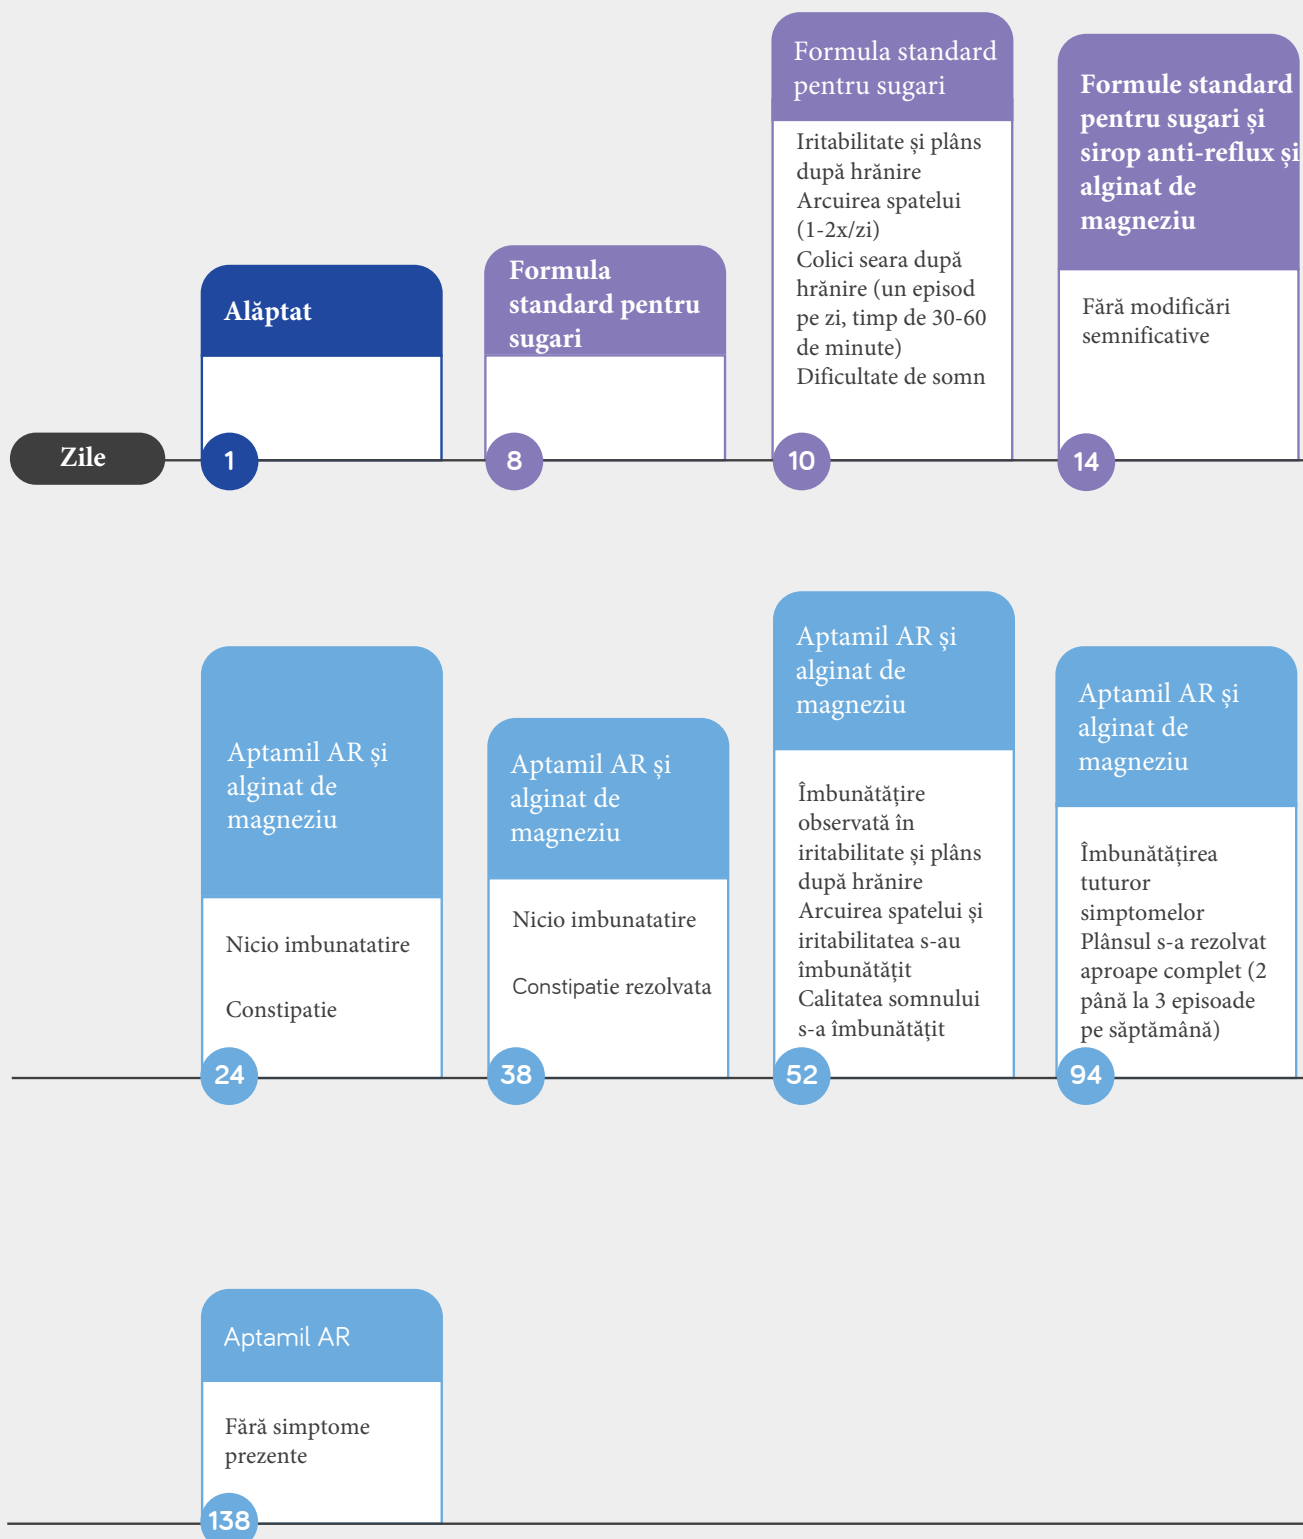 Zile
Alăptat
1
Formula
standard pentru
sugari
8
Formula standard
pentru sugari
Iritabilitate și plâns
după hrănire
Arcuirea spatelui
(1-2x/zi)
Colici seara după
hrănire (un episod
pe zi, timp de 30-60
de minute)
Dificultate de somn
10
Formule standard
pentru sugari și
sirop anti-reflux și
alginat de
magneziu
Fără modificări
semnificative
14
Aptamil AR și
alginat de
magneziu
Nicio imbunatatire
Constipatie
24
Aptamil AR și
alginat de
magneziu
Nicio imbunatatire
Constipatie rezolvata
38
Aptamil AR și
alginat de
magneziu
Îmbunătățire
observată în
iritabilitate și plâns
după hrănire
Arcuirea spatelui și
iritabilitatea s-au
îmbunătățit
Calitatea somnului
s-a îmbunătățit
52
Aptamil AR și
alginat de
magneziu
Îmbunătățirea
tuturor
simptomelor
Plânsul s-a rezolvat
aproape complet (2
până la 3 episoade
pe săptămână)
94
Aptamil AR
Fără simptome
prezente
138